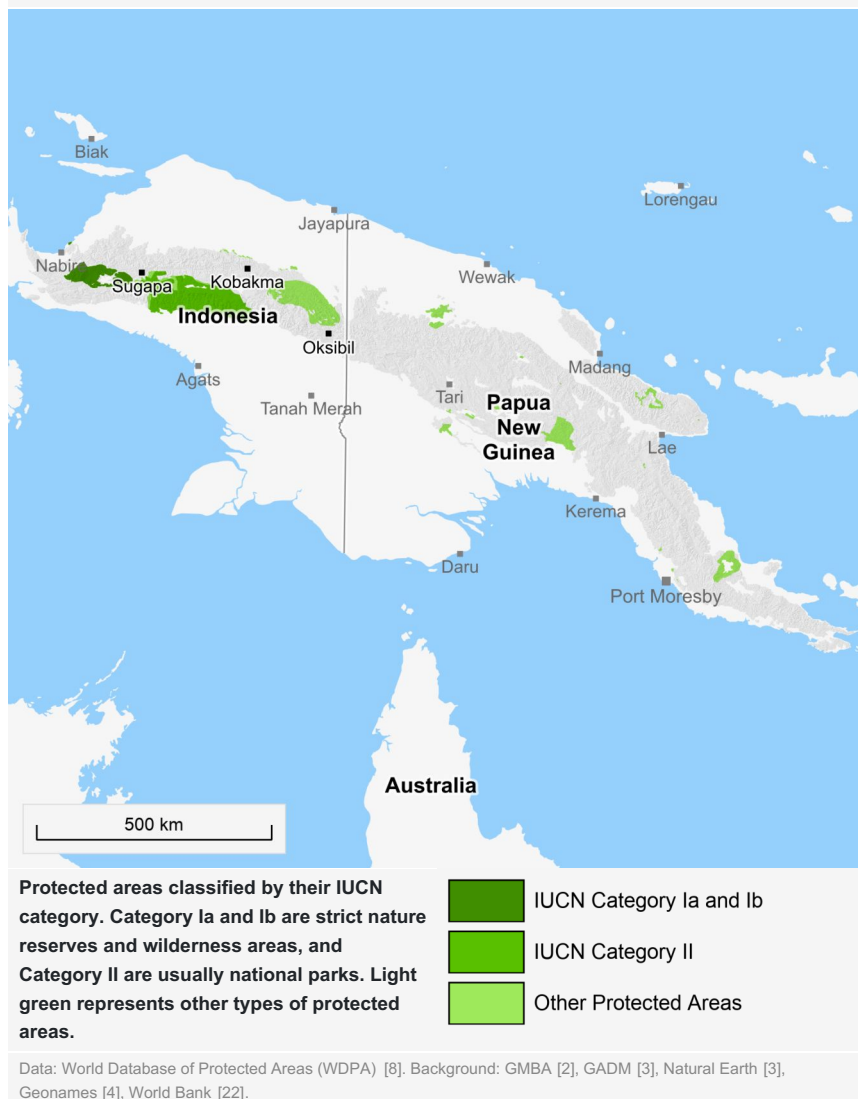 Biak
Lorengau
Jayapura
Nabire
Wewak
Sugapa
Kobakma
Indonesia
Oksibil
Madang
Agats
Tari
Tanah Merah
Papua
New
Guinea
Lae
Kerema
Daru
Port Moresby
Australia
500 km
Protected areas classified by their IUCN
category. Category Ia and Ib are strict nature
reserves and wilderness areas, and
Category II are usually national parks. Light
green represents other types of protected
areas.
IUCN Category Ia and Ib
IUCN Category II
Other Protected Areas
Data: World Database of Protected Areas (WDPA) [8]. Background: GMBA [2], GADM [3], Natural Earth [3],
Geonames [4], World Bank [22].